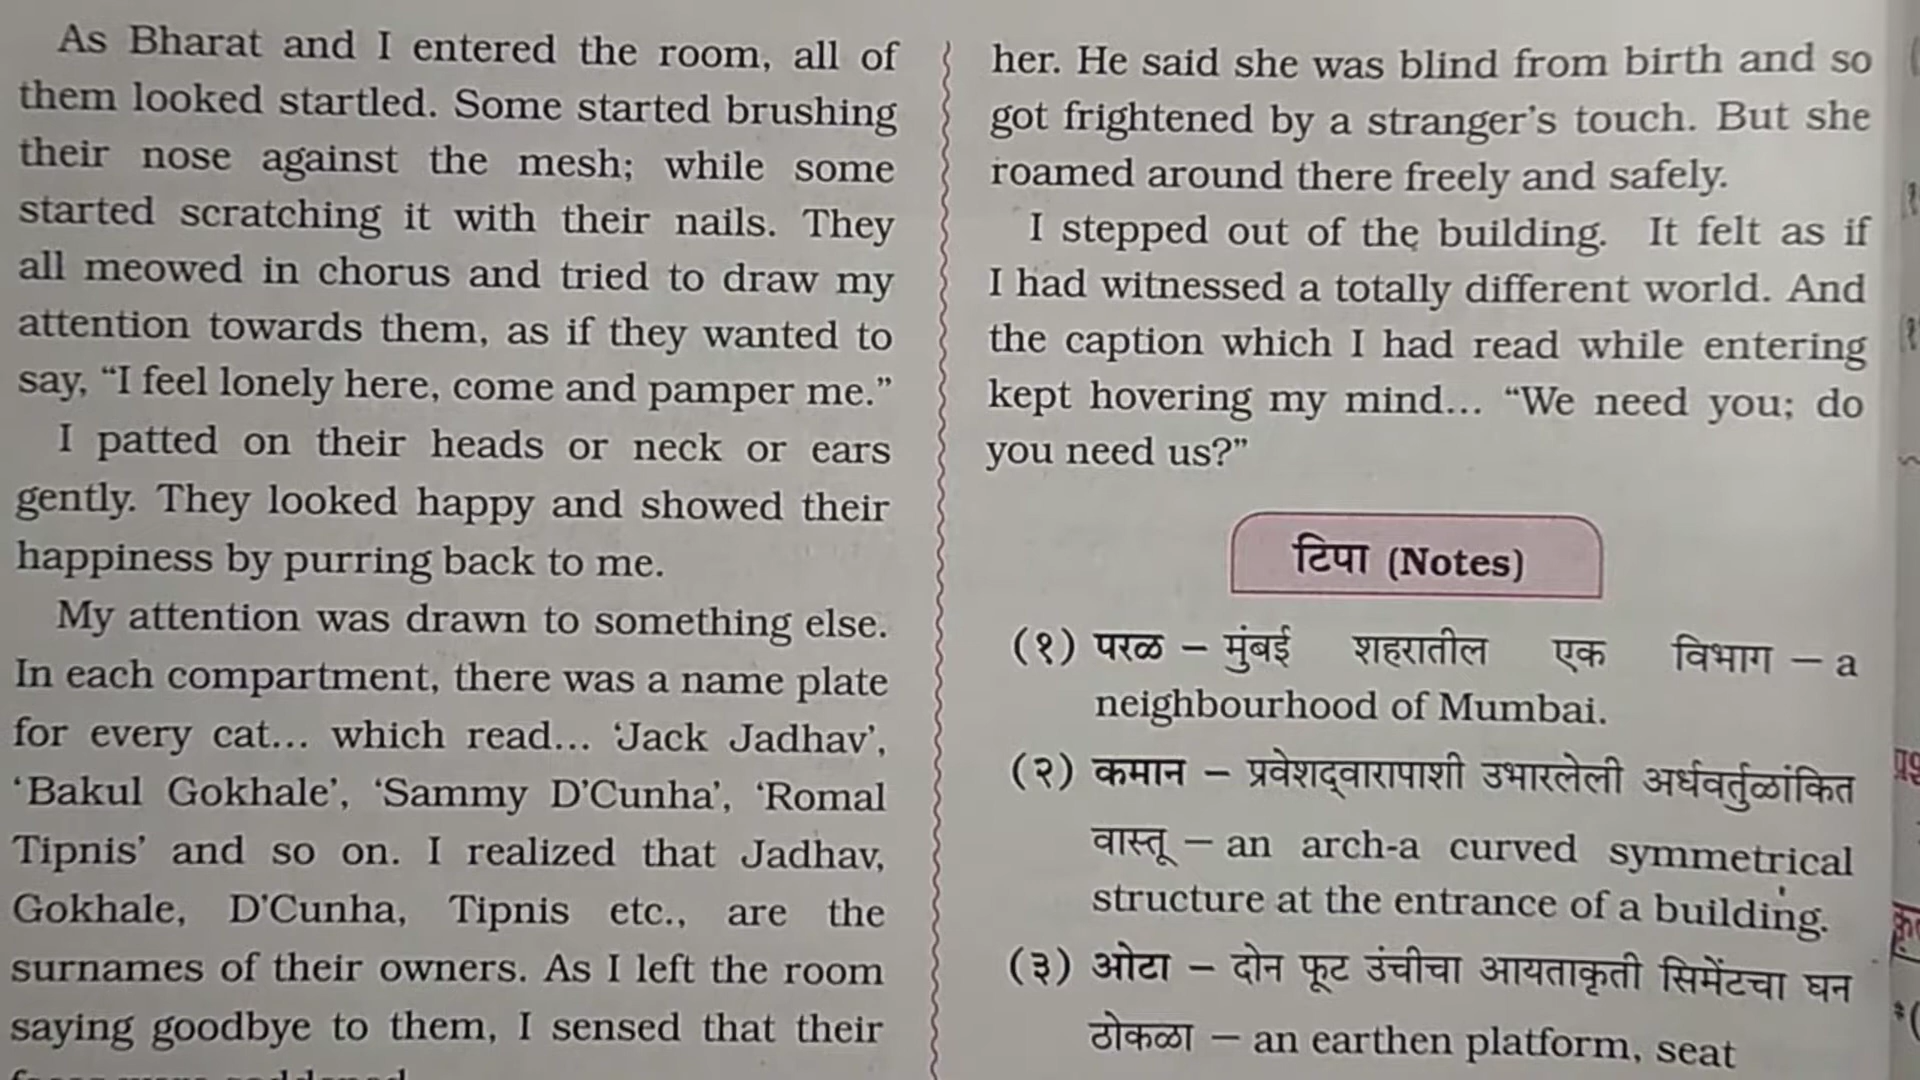 As Bharat and I entered the room, all of
them looked startled. Some started brushing
their nose against the mesh; while some
started scratching it with their nails. They
all meowed in chorus and tried to draw my
attention towards them, as if they wanted to
say, “I feel lonely here, come and pamper me.”
I patted on their heads or neck or ears
gently. They looked happy and showed their
happiness by purring back to me.
My attention was drawn to something else.
In each compartment, there was a name plate
for every cat... which read... ‘Jack Jadhav’,
‘Bakul Gokhale’, ‘Sammy D’Cunha’, ‘Romal
Tipnis’ and so on. I realized that Jadhav,
Gokhale, D’Cunha, Tipnis etc., are the
surnames of their owners. As I left the room
saying goodbye to them, I sensed that their
her. He said she was blind from birth and so
got frightened by a stranger’s touch. But she
roamed around there freely and safely.
I stepped out of the building. It felt as if
I had witnessed a totally different world. And
the caption which I had read while entering
kept hovering my mind... “We need you; do
you need us?”
टिपा (Notes)
(१) परळ – मुंबई शहरातील एक विभाग – a
neighbourhood of Mumbai.
(२) कमान – प्रवेशद्वारापाशी उभारलेली अर्धवर्तुळांकित
वास्तू – an arch-a curved symmetrical
structure at the entrance of a building.
(३) ओटा – दोन फूट उंचीचा आयताकृती सिमेंटचा घन
ठोकळा – an earthen platform, seat